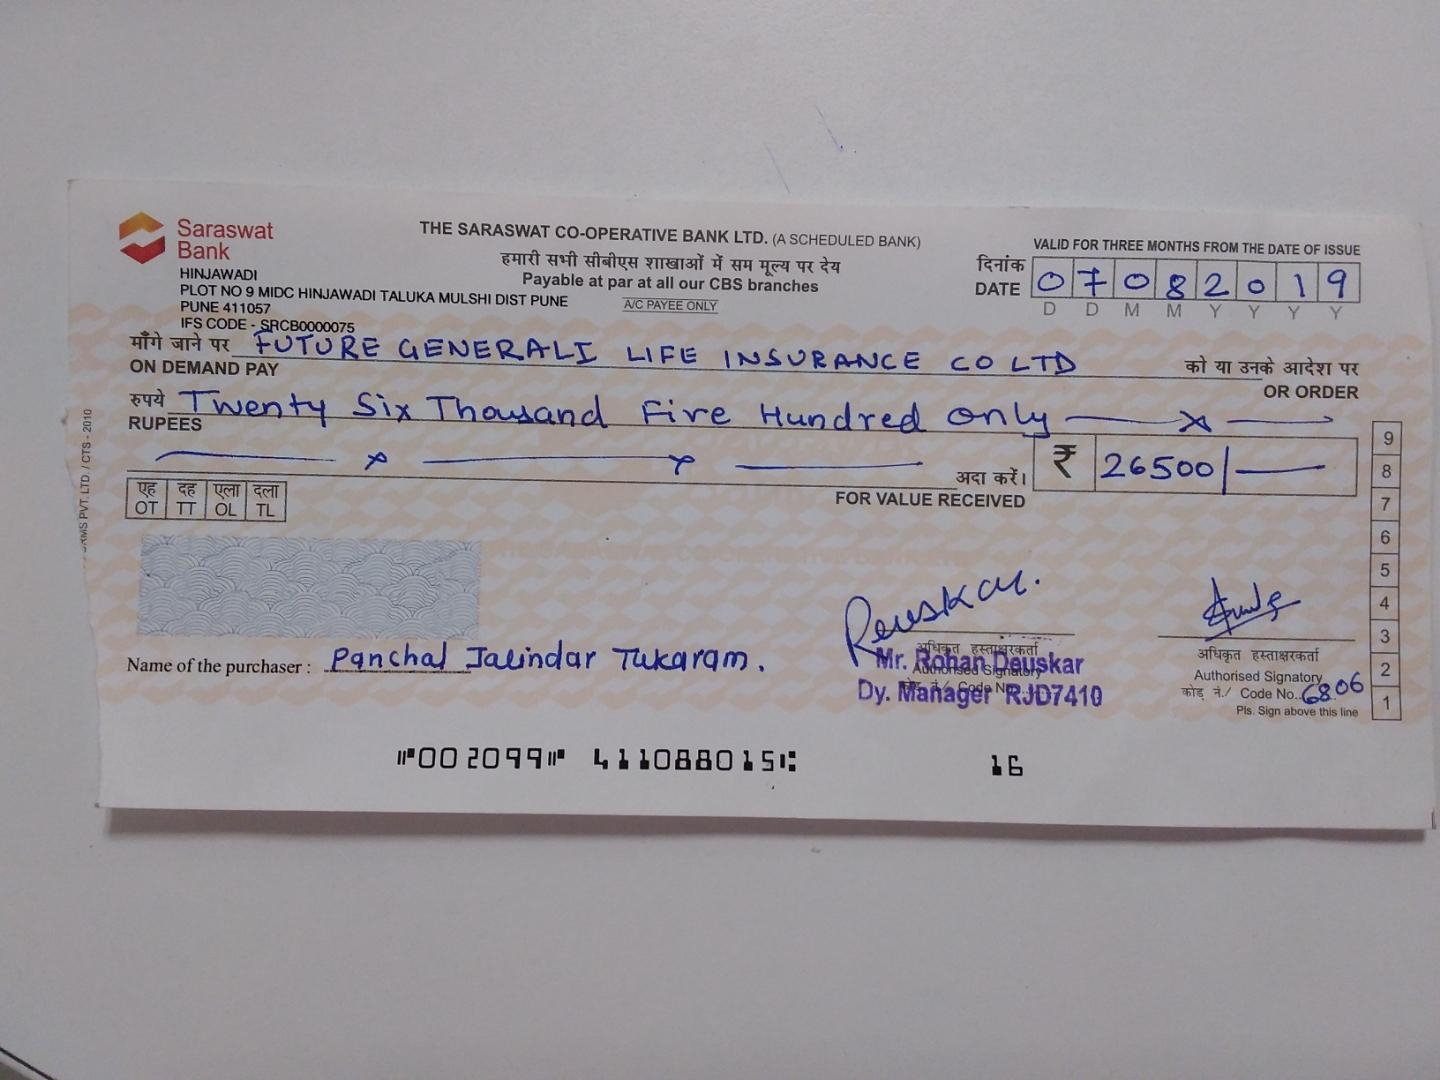 Saraswat
Bank
HINJAWADI
PLOT NO 9 MIDC HINJAWADI TALUKA MULSHI DIST PUNE
PUNE 411057
IFS CODE - SRCB0000075
THE SARASWAT CO-OPERATIVE BANK LTD. (A SCHEDULED BANK)
हमारी सभी सीबीएस शाखाओं में सम मूल्य पर देय
Payable at par at all our CBS branches
A/C PAYEE ONLY
VALID FOR THREE MONTHS FROM THE DATE OF ISSUE
दिनांक
DATE 0 7 0 8 2 0 1 9
D D M M Y Y Y Y
माँगे जाने पर FUTURE GENERALI LIFE INSURANCE CO LTD को या उनके आदेश पर
ON DEMAND PAY OR ORDER
रुपये Twenty Six Thousand Five Hundred Only
RUPEES
अदा करें। ₹ 26500/-
FOR VALUE RECEIVED
एह दह एला दला
OT TT OL TL
PVT. LTD. / CTS - 2010
9
8
7
6
5
4
3
2
1
Name of the purchaser : Panchal Jalindar Tukaram.
अधिकृत हस्ताक्षरकर्ता
Authorised Signatory
Mr. Rohan Deuskar
Dy. Manager RJD7410
अधिकृत हस्ताक्षरकर्ता
Authorised Signatory
कोड नं./ Code No. 6806
Pls. Sign above this line
⑈002099⑈ 411088015⑆ 16